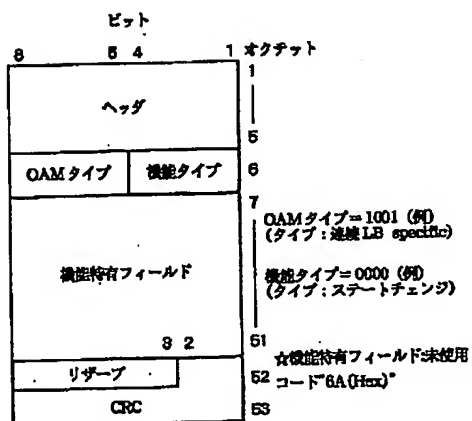 ビット
8 5 4 1 オクテット
1
ヘッダ
5
OAMタイプ 機能タイプ 6
7
OAMタイプ=1001 (例)
(タイプ:連続LB specific)
機能特有フィールド
機能タイプ=0000 (例)
(タイプ:ステートチェンジ)
51
3 2
☆機能特有フィールド:未使用
リザーブ 52 コード"6A(Hex)"
CRC 53